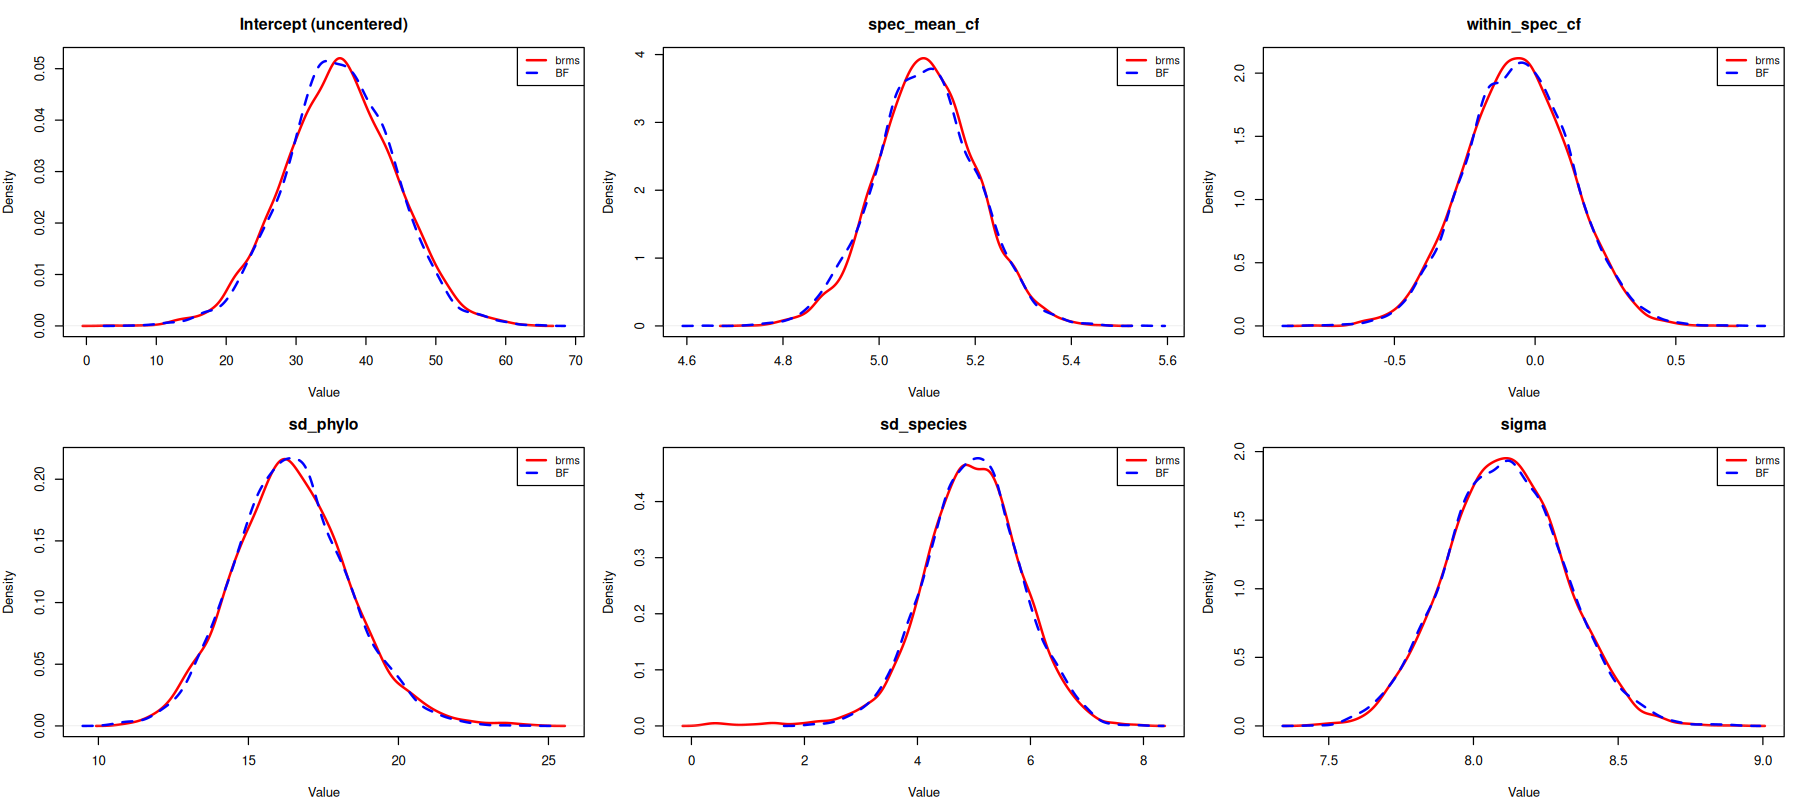 Intercept (uncentered)
brms
BF
Density
0.00 0.01 0.02 0.03 0.04 0.05
0 10 20 30 40 50 60 70
Value
spec_mean_cf
brms
BF
Density
0 1 2 3 4
4.6 4.8 5.0 5.2 5.4 5.6
Value
within_spec_cf
brms
BF
Density
0.0 0.5 1.0 1.5 2.0
-0.5 0.0 0.5
Value
sd_phylo
brms
BF
Density
0.00 0.05 0.10 0.15 0.20
10 15 20 25
Value
sd_species
brms
BF
Density
0.0 0.1 0.2 0.3 0.4
0 2 4 6 8
Value
sigma
brms
BF
Density
0.0 0.5 1.0 1.5 2.0
7.5 8.0 8.5 9.0
Value